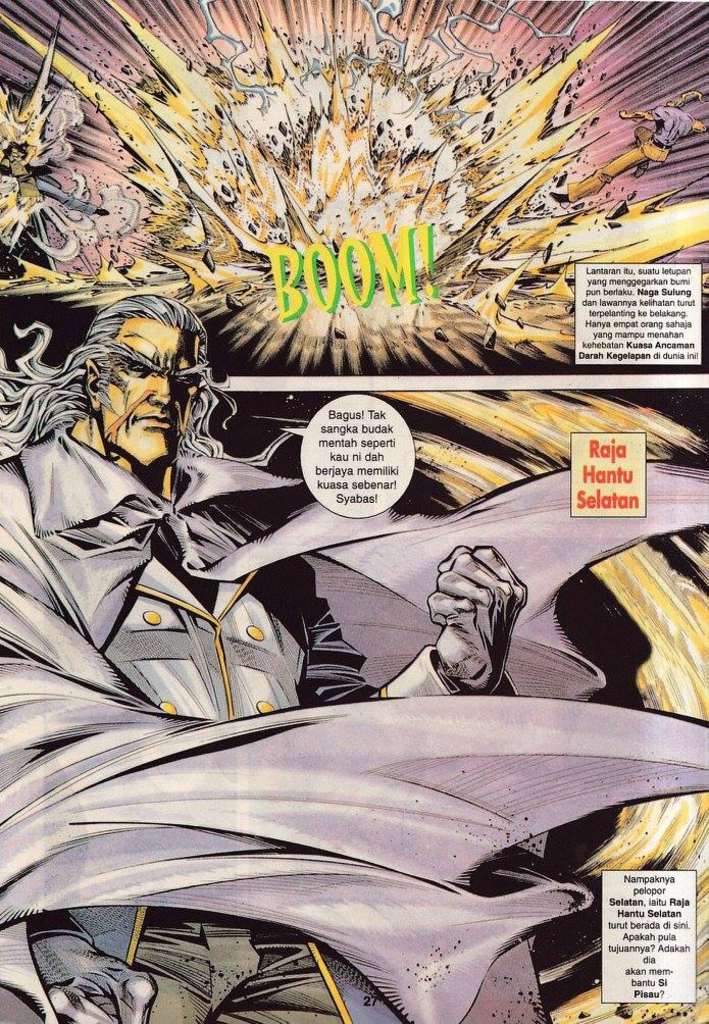 BOOM!
Lantaran itu, suatu letupan
yang menggegarkan bumi
pun berlaku. Naga Sulung
dan lawannya kelihatan turut
terpelanting ke belakang.
Hanya empat orang sahaja
yang mampu menahan
kehebatan Kuasa Ancaman
Darah Kegelapan di dunia ini!
Bagus! Tak
sangka budak
mentah seperti
kau ni dah
berjaya memiliki
kuasa sebenar!
Syabas!
Raja
Hantu
Selatan
Nampaknya
pelopor
Selatan, iaitu Raja
Hantu Selatan
turut berada di sini.
Apakah pula
tujuannya? Adakah
dia
akan mem-
bantu Si
Pisau?
27